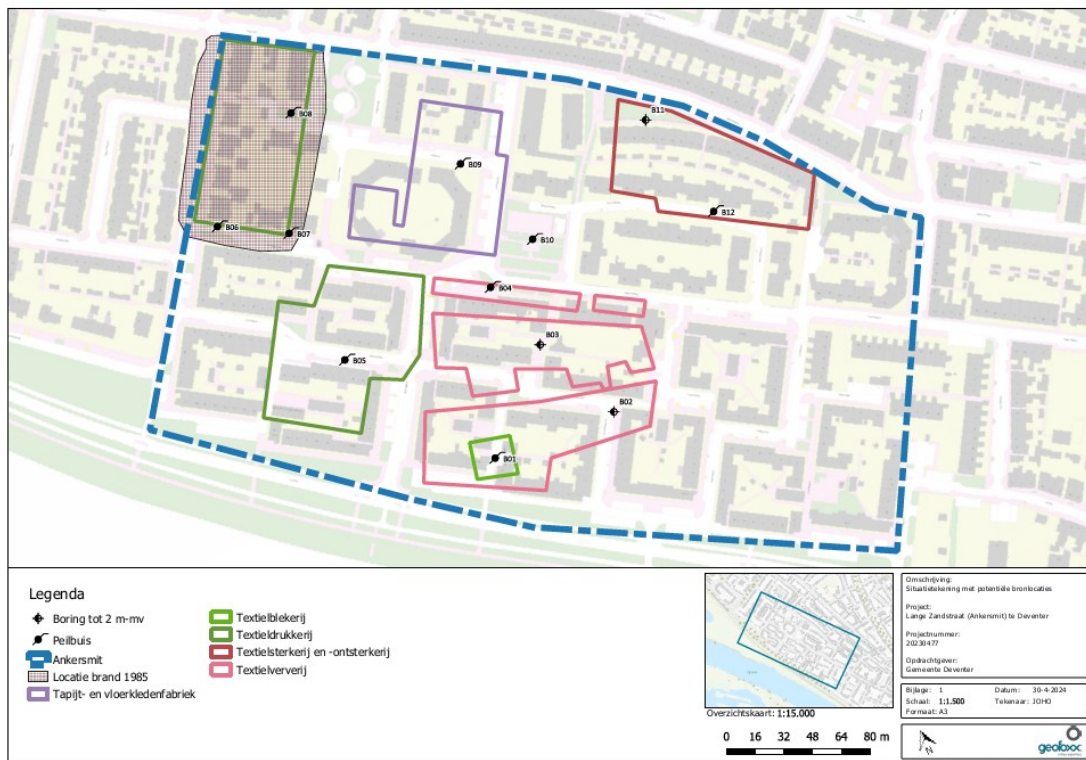 B11
B08
B09
B12
B06
B07
B10
B04
B03
B05
B02
B01
Legenda
Boring tot 2 m-mv
Peilbuis
Ankersmit
Locatie brand 1985
Tapijt- en vloerkledenfabriek
Textielblekerij
Textieldrukkerij
Textielsterkerij en -ontsterkerij
Textielververij
Overzichtskaart: 1:15.000
0 16 32 48 64 80 m
Omschrijving:
Situatietekening met potentiële bronlocaties
Project:
Lange Zandstraat (Ankersmit) te Deventer
Projectnummer:
20230477
Opdrachtgever:
Gemeente Deventer
Bijlage: 1 Datum: 30-4-2024
Schaal: 1:1.500 Tekenaar: JOHO
Formaat: A3
N
geofoxx